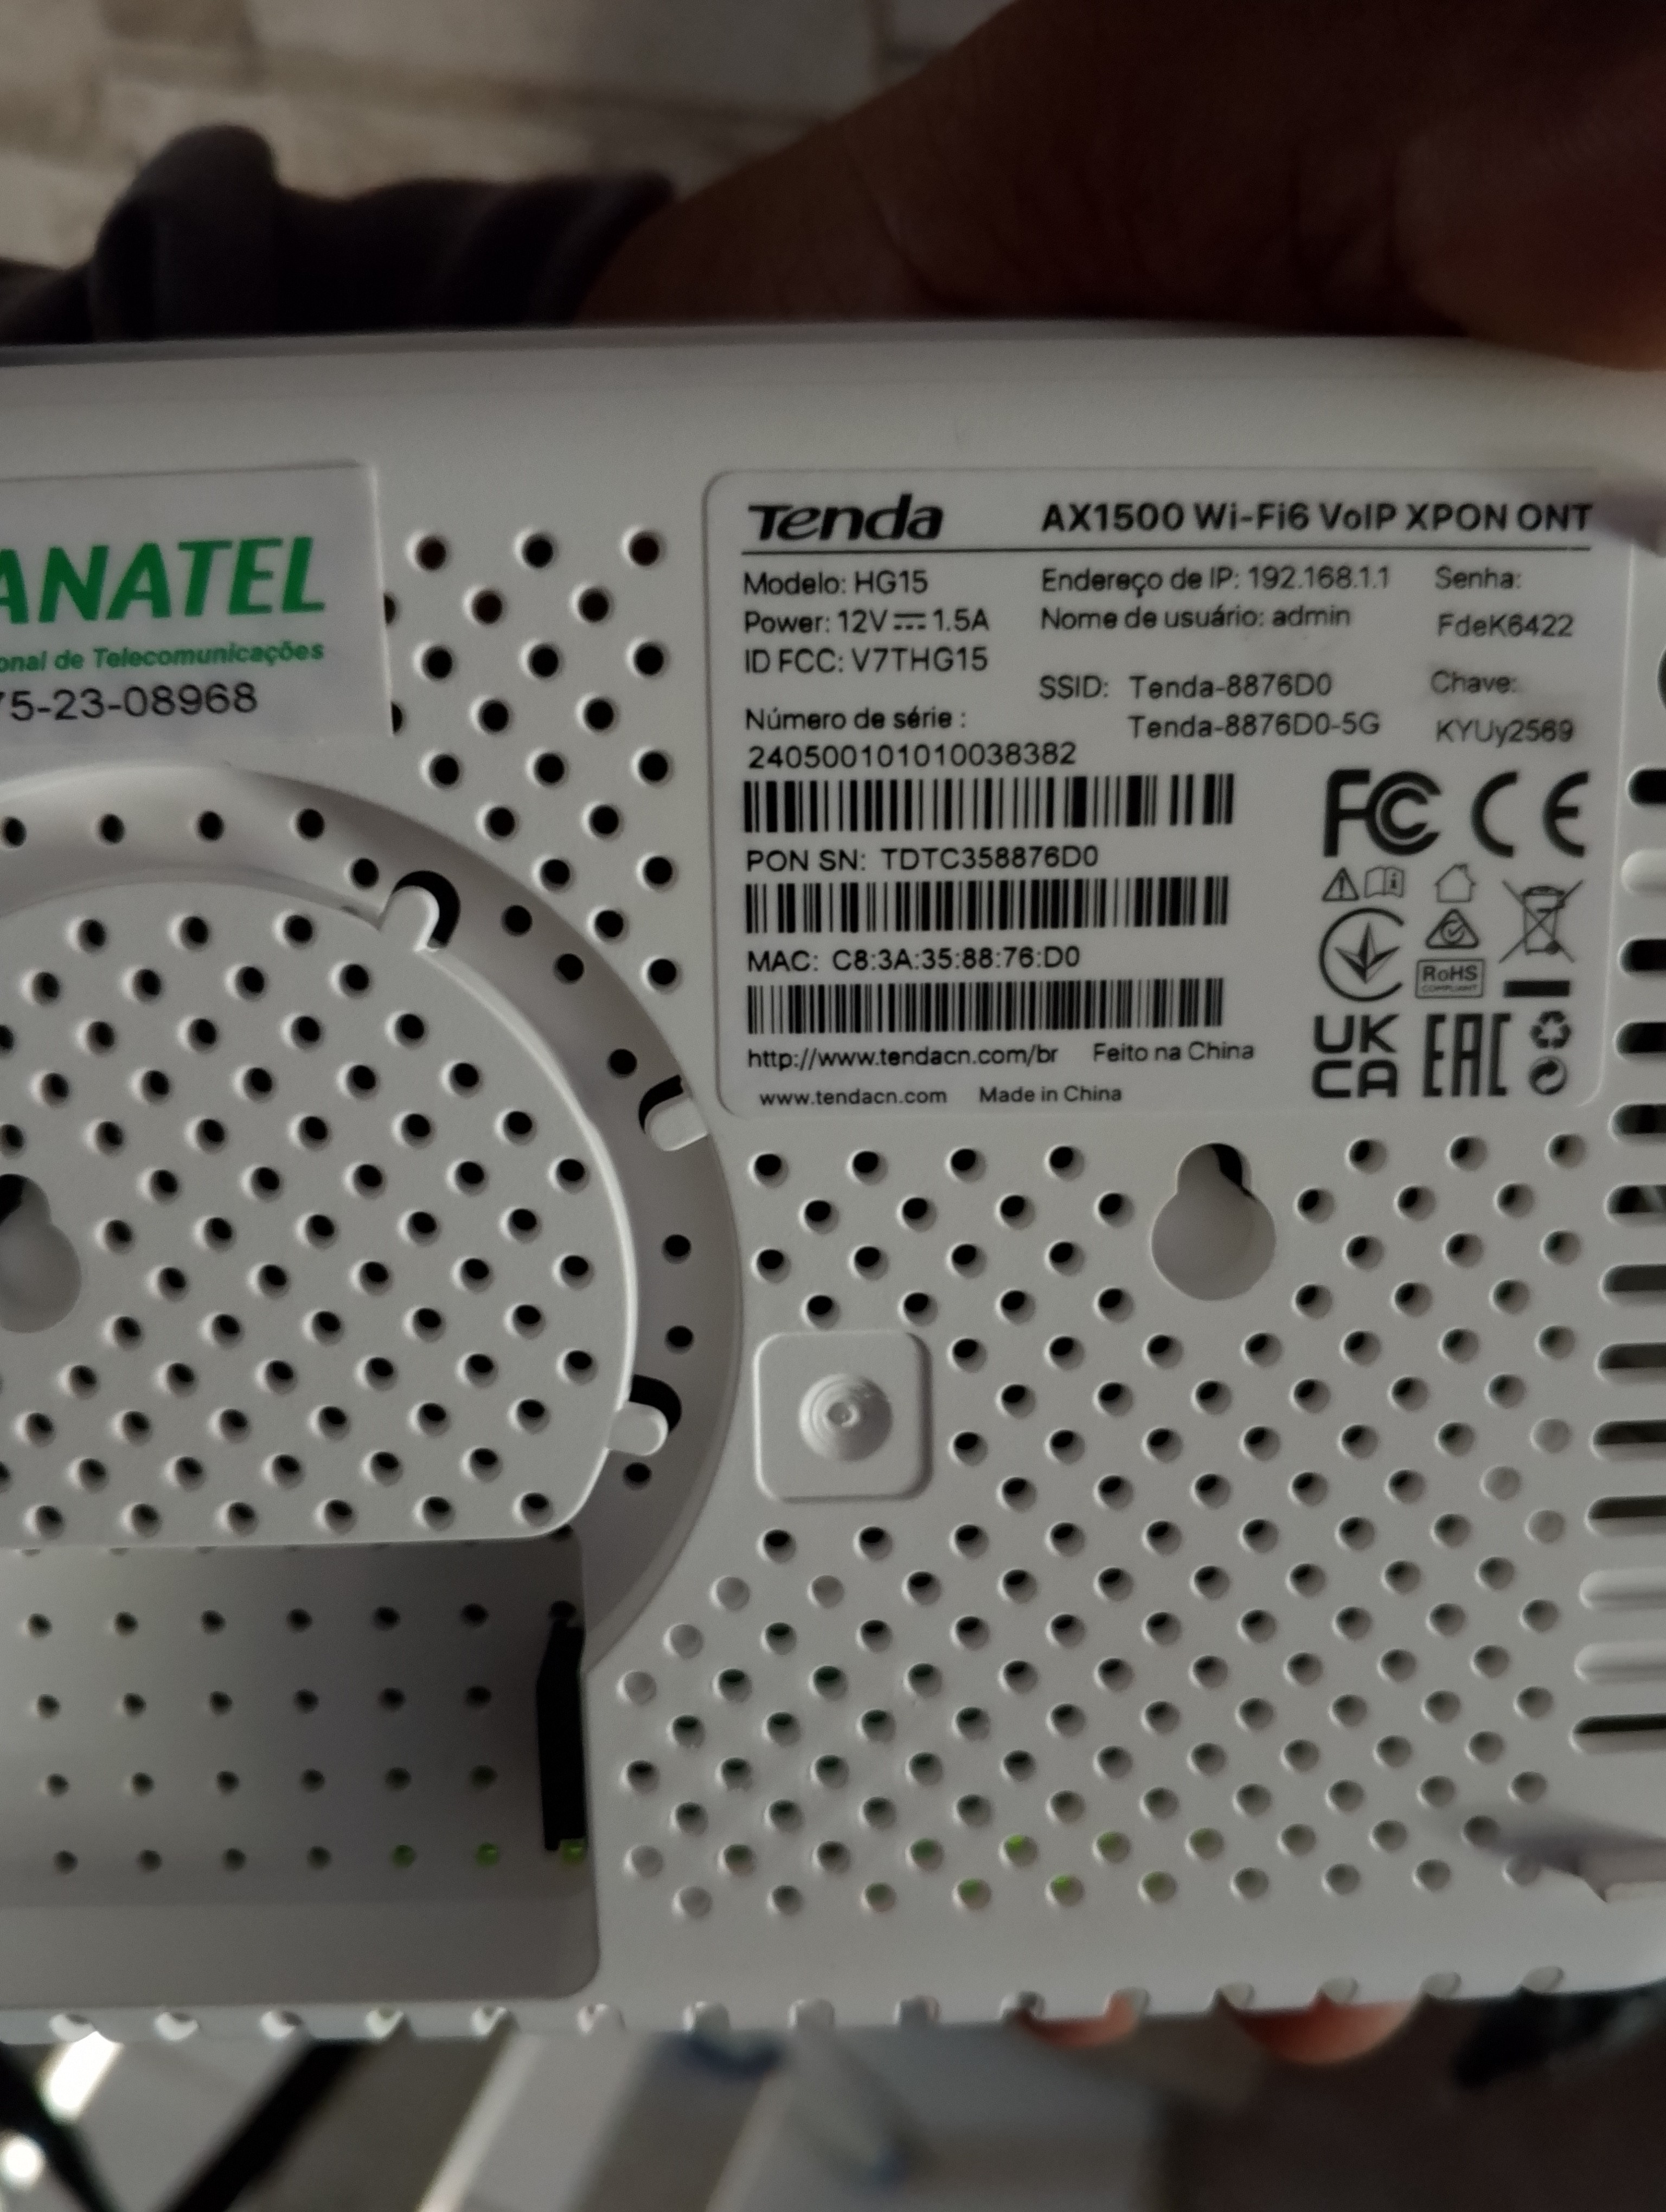 ANATEL
onal de Telecomunicações
75-23-08968
Tenda AX1500 Wi-Fi6 VoIP XPON ONT
Modelo: HG15
Power: 12V 1.5A
ID FCC: V7THG15
Endereço de IP: 192.168.1.1
Nome de usuário: admin
Senha:
FdeK6422
SSID: Tenda-8876D0
Tenda-8876D0-5G
Chave:
KYUy2569
Número de série :
240500101010038382
PON SN: TDTC358876D0
MAC: C8:3A:35:88:76:D0
http://www.tendacn.com/br Feito na China
www.tendacn.com Made in China
FC CE
RoHS
COMPLIANT
UK
CA
EAC